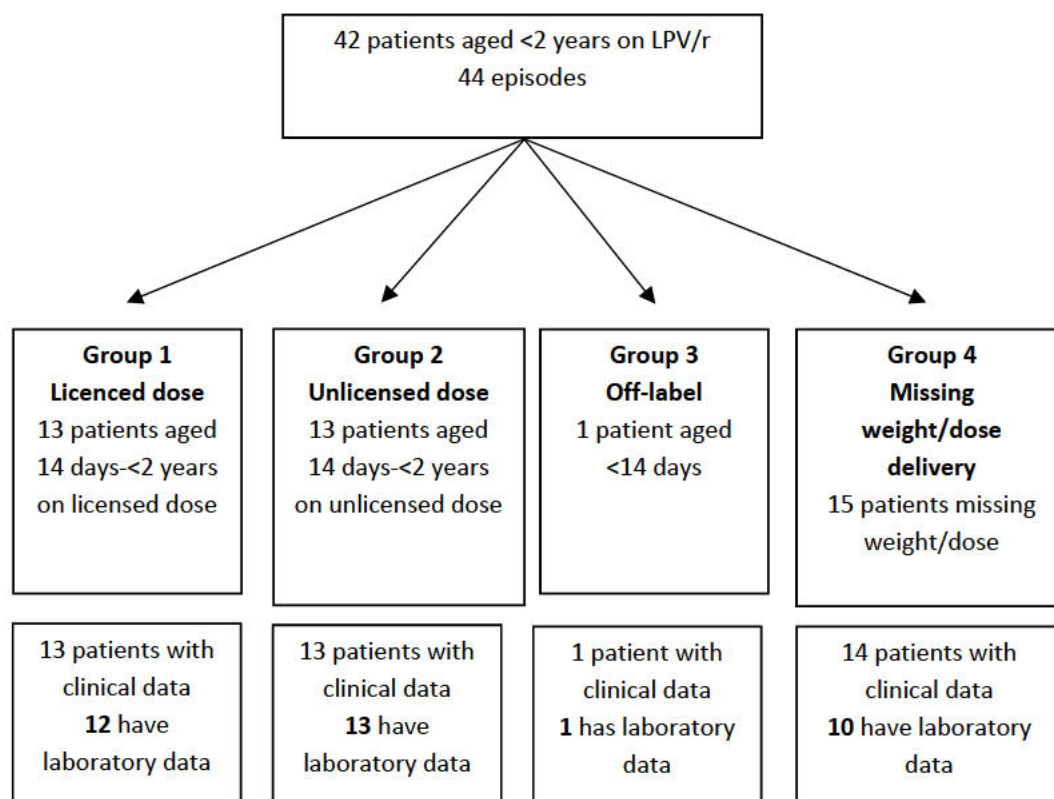 42 patients aged <2 years on LPV/r
44 episodes
Group 1
Licenced dose
13 patients aged
14 days-<2 years
on licensed dose
Group 2
Unlicensed dose
13 patients aged
14 days-<2 years
on unlicensed dose
Group 3
Off-label
1 patient aged
<14 days
Group 4
Missing
weight/dose
delivery
15 patients missing
weight/dose
13 patients with
clinical data
12 have
laboratory data
13 patients with
clinical data
13 have
laboratory data
1 patient with
clinical data
1 has laboratory
data
14 patients with
clinical data
10 have laboratory
data